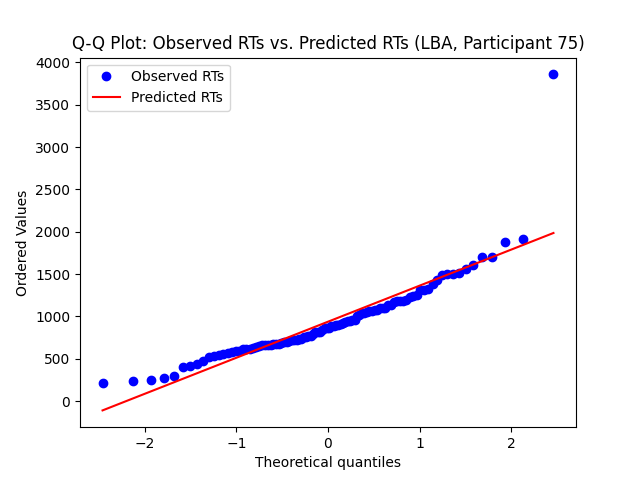 Q-Q Plot: Observed RTs vs. Predicted RTs (LBA, Participant 75)
Observed RTs
Predicted RTs
4000
3500
3000
2500
2000
1500
1000
500
0
Ordered Values
−2
−1
0
1
2
Theoretical quantiles